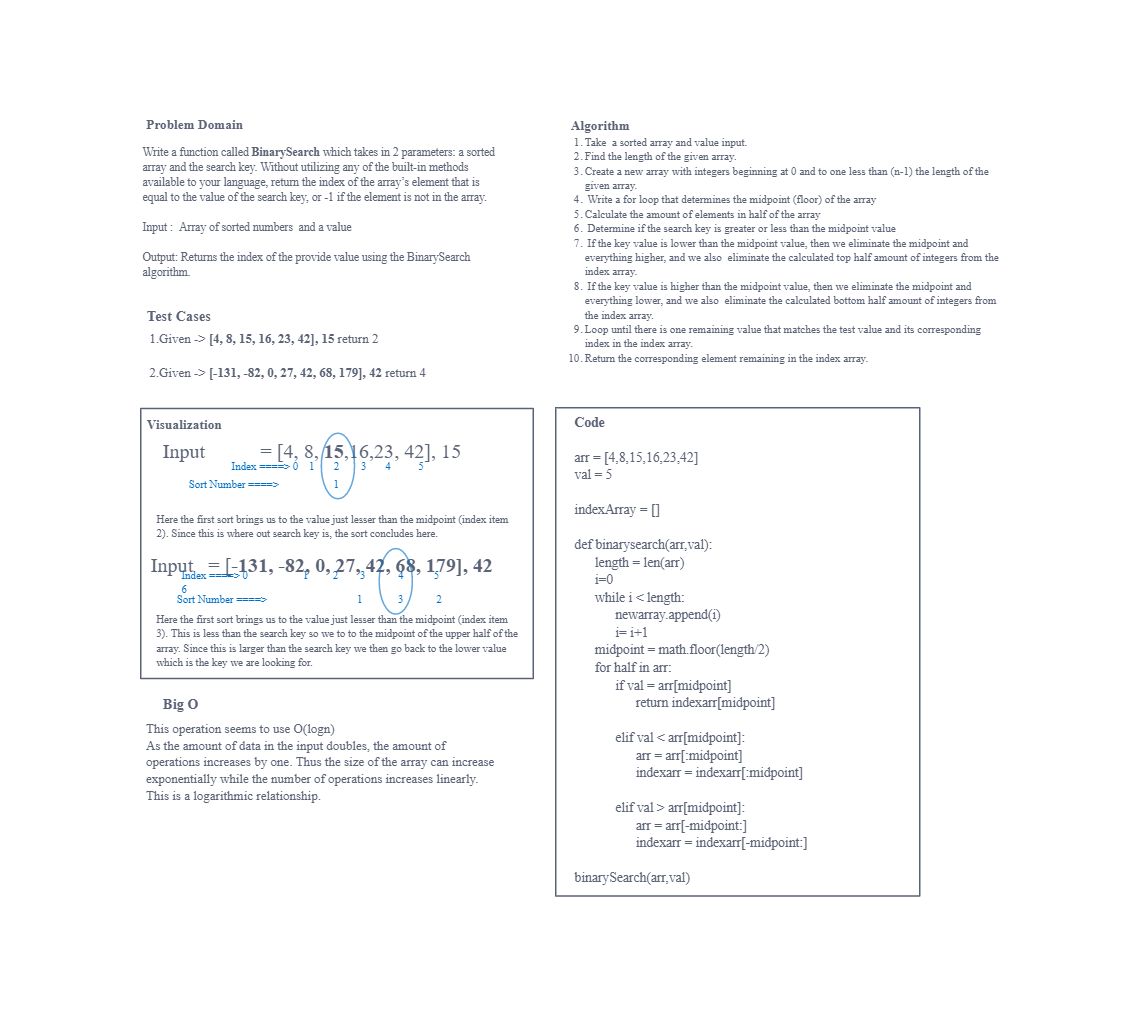 Problem Domain
Write a function called BinarySearch which takes in 2 parameters: a sorted
array and the search key. Without utilizing any of the built-in methods
available to your language, return the index of the array's element that is
equal to the value of the search key, or -1 if the element is not in the array.
Input : Array of sorted numbers and a value
Output: Returns the index of the provide value using the BinarySearch
algorithm.
Test Cases
1.Given -> [4, 8, 15, 16, 23, 42], 15 return 2
2.Given -> [-131, -82, 0, 27, 42, 68, 179], 42 return 4
Visualization
Input = [4, 8, 15,16,23, 42], 15
Index ====> 0 1 2 3 4 5
Sort Number ====> 1
Here the first sort brings us to the value just lesser than the midpoint (index item
2). Since this is where out search key is, the sort concludes here.
Input = [-131, -82, 0, 27, 42, 68, 179], 42
Index ====> 0 1 2 3 4 5
6
Sort Number ====> 1 3 2
Here the first sort brings us to the value just lesser than the midpoint (index item
3). This is less than the search key so we to to the midpoint of the upper half of the
array. Since this is larger than the search key we then go back to the lower value
which is the key we are looking for.
Big O
This operation seems to use O(logn)
As the amount of data in the input doubles, the amount of
operations increases by one. Thus the size of the array can increase
exponentially while the number of operations increases linearly.
This is a logarithmic relationship.
Algorithm
1. Take a sorted array and value input.
2. Find the length of the given array.
3. Create a new array with integers beginning at 0 and to one less than (n-1) the length of the
given array.
4. Write a for loop that determines the midpoint (floor) of the array
5. Calculate the amount of elements in half of the array
6. Determine if the search key is greater or less than the midpoint value
7. If the key value is lower than the midpoint value, then we eliminate the midpoint and
everything higher, and we also eliminate the calculated top half amount of integers from the
index array.
8. If the key value is higher than the midpoint value, then we eliminate the midpoint and
everything lower, and we also eliminate the calculated bottom half amount of integers from
the index array.
9. Loop until there is one remaining value that matches the test value and its corresponding
index in the index array.
10. Return the corresponding element remaining in the index array.
Code
arr = [4,8,15,16,23,42]
val = 5
indexArray = []
def binarysearch(arr,val):
length = len(arr)
i=0
while i < length:
newarray.append(i)
i= i+1
midpoint = math.floor(length/2)
for half in arr:
if val = arr[midpoint]
return indexarr[midpoint]
elif val < arr[midpoint]:
arr = arr[:midpoint]
indexarr = indexarr[:midpoint]
elif val > arr[midpoint]:
arr = arr[-midpoint:]
indexarr = indexarr[-midpoint:]
binarySearch(arr,val)